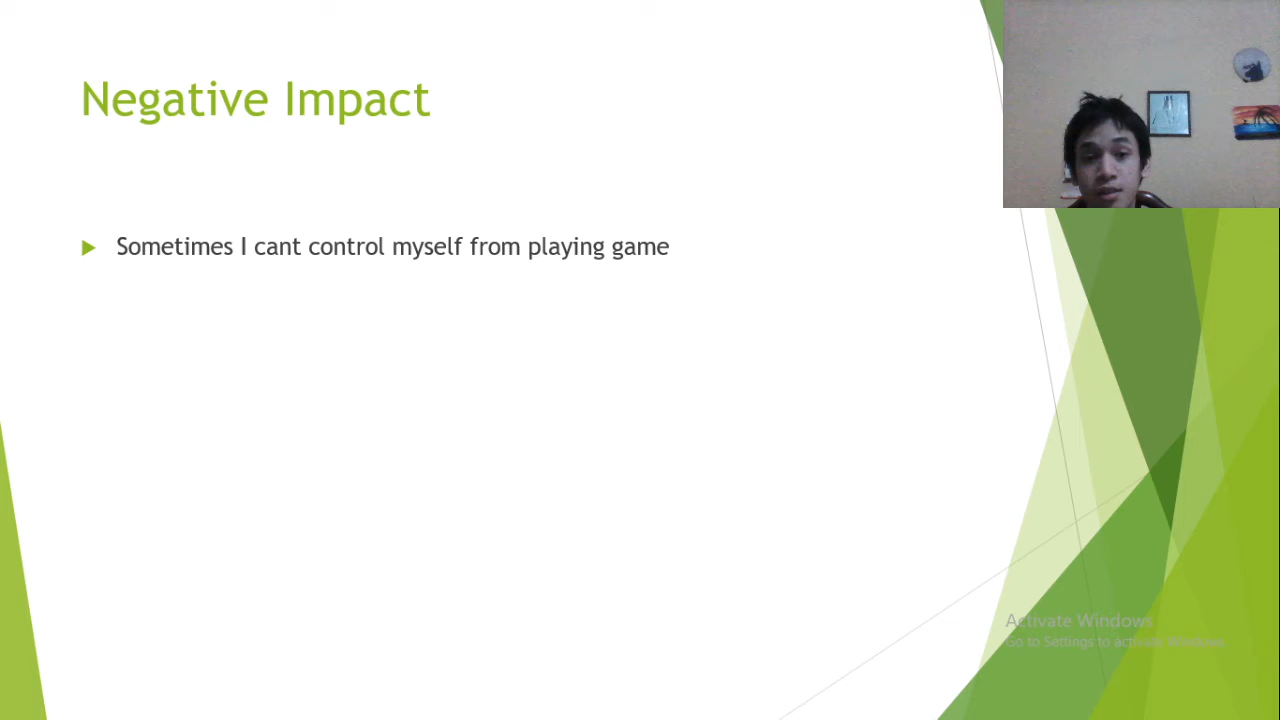 Negative Impact
Sometimes I cant control myself from playing game
Activate Windows
Go to Settings to activate Windows.